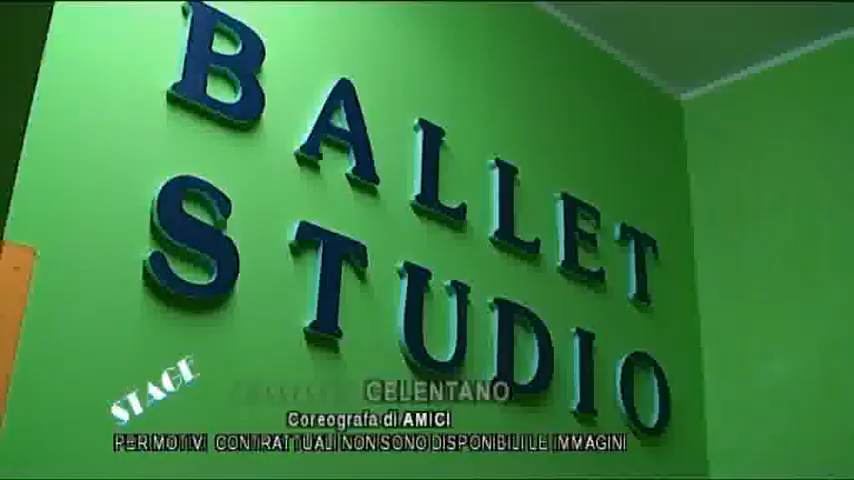 BALLET
STUDIO
STAGE
CELENTANO
Coreografa di AMICI
PER MOTIVI CONTRATTUALI NON SONO DISPONIBILI LE IMMAGINI